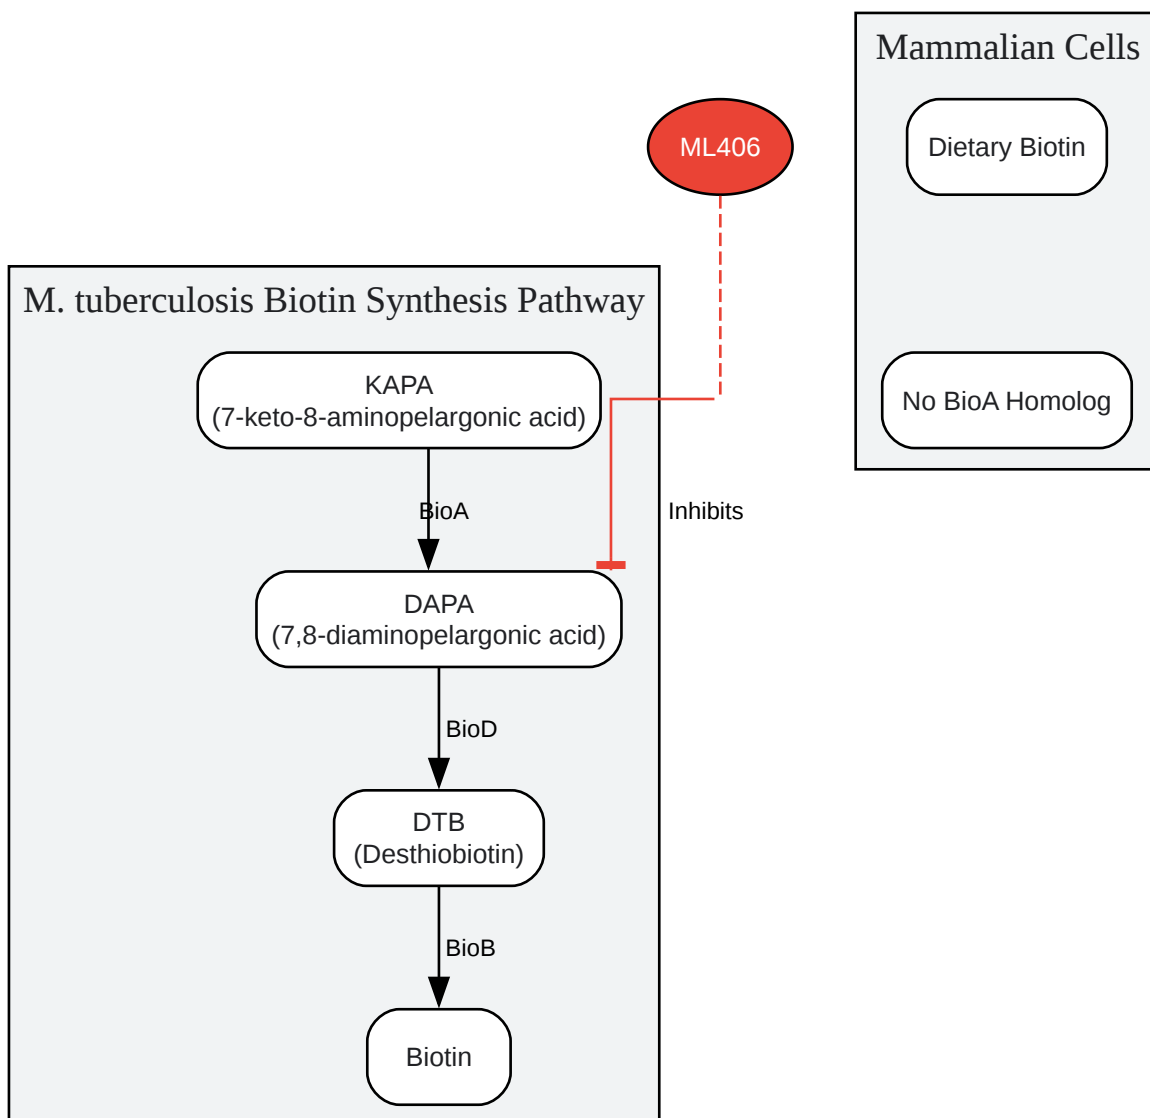 Mammalian Cells
ML406
Dietary Biotin
M. tuberculosis Biotin Synthesis Pathway
KAPA
(7-keto-8-aminopelargonic acid)
No BioA Homolog
BioA
Inhibits
DAPA
(7,8-diaminopelargonic acid)
BioD
DTB
(Desthiobiotin)
BioB
Biotin